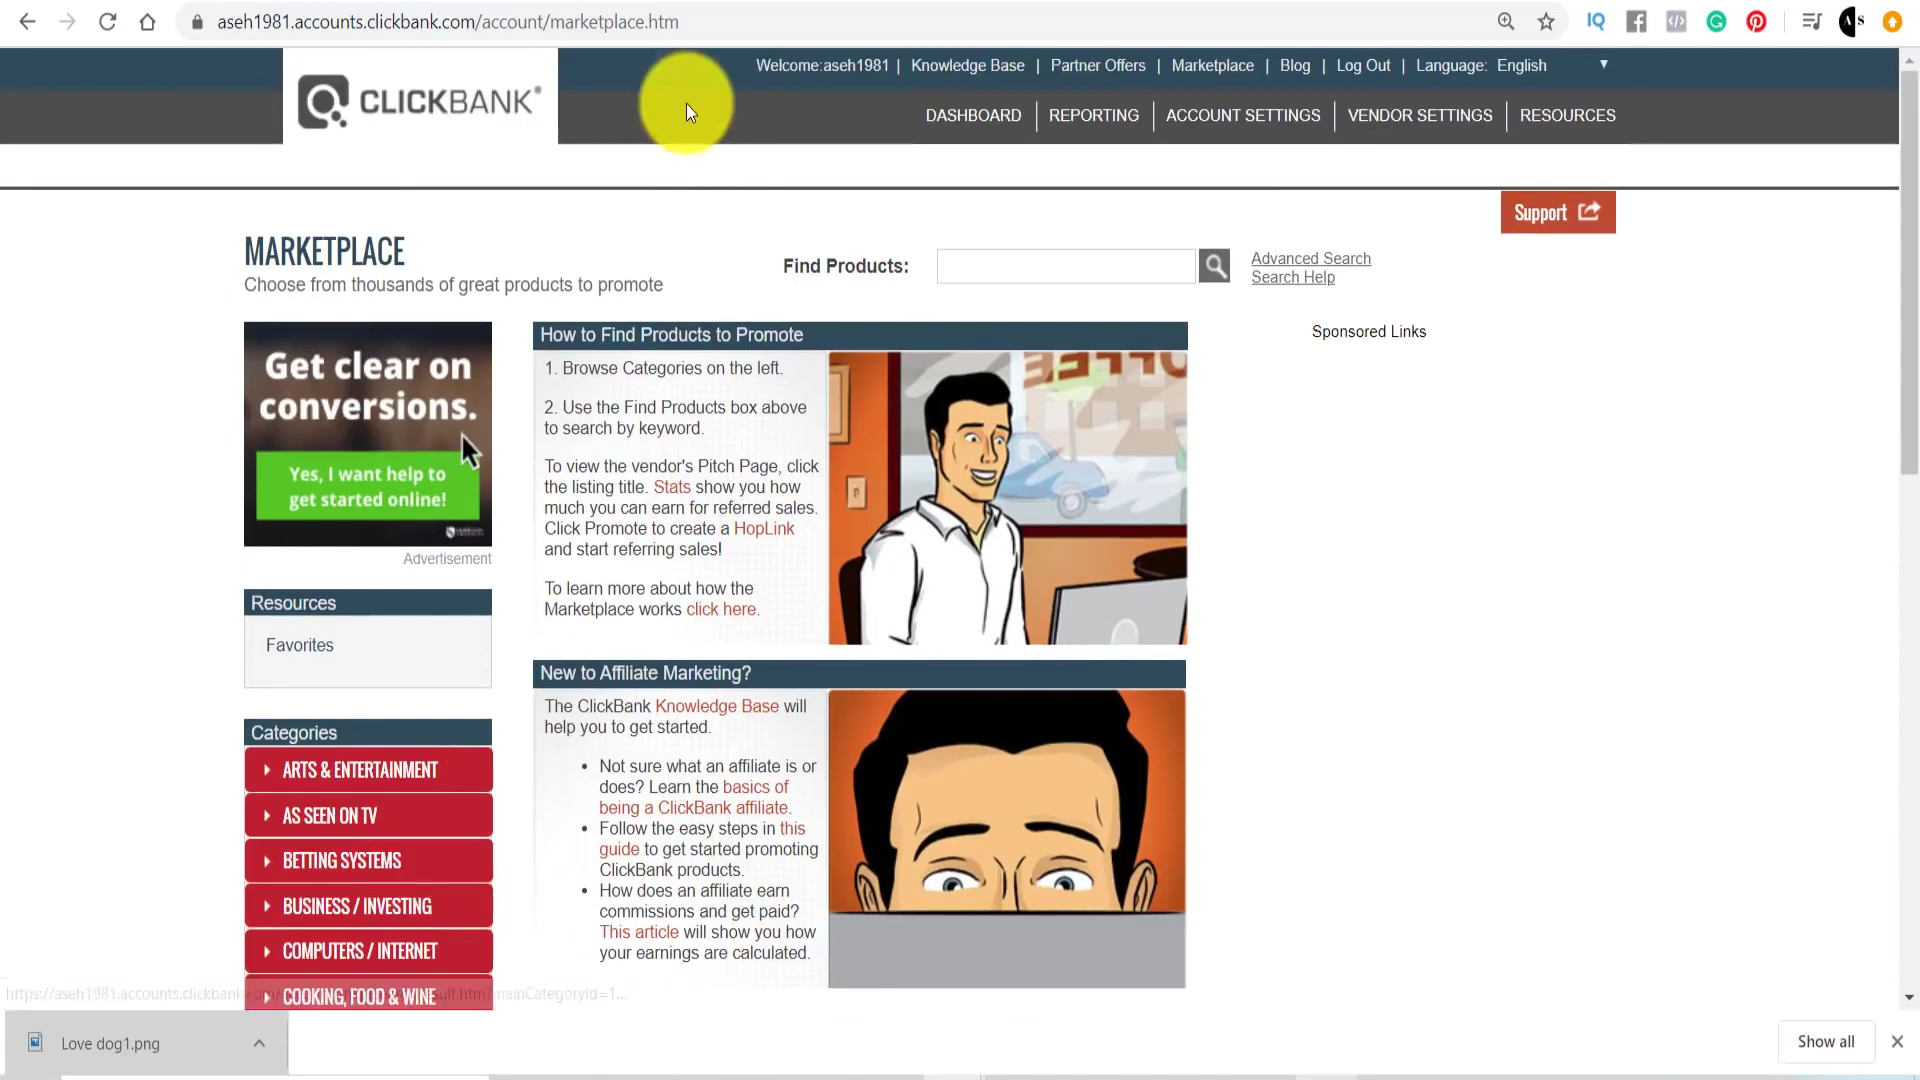 aseh1981.accounts.clickbank.com/account/marketplace.htm
Welcome:aseh1981 | Knowledge Base | Partner Offers | Marketplace | Blog | Log Out | Language: English
CLICKBANK
DASHBOARD | REPORTING | ACCOUNT SETTINGS | VENDOR SETTINGS | RESOURCES
Support
MARKETPLACE
Choose from thousands of great products to promote
Find Products:
Advanced Search
Search Help
Get clear on
conversions.
Yes, I want help to
get started online!
Advertisement
Resources
Favorites
Categories
ARTS & ENTERTAINMENT
AS SEEN ON TV
BETTING SYSTEMS
BUSINESS / INVESTING
COMPUTERS / INTERNET
COOKING, FOOD & WINE
How to Find Products to Promote
1. Browse Categories on the left.
2. Use the Find Products box above
to search by keyword.
To view the vendor's Pitch Page, click
the listing title. Stats show you how
much you can earn for referred sales.
Click Promote to create a HopLink
and start referring sales!
To learn more about how the
Marketplace works click here.
New to Affiliate Marketing?
The ClickBank Knowledge Base will
help you to get started.
• Not sure what an affiliate is or
does? Learn the basics of
being a ClickBank affiliate.
• Follow the easy steps in this
guide to get started promoting
ClickBank products.
• How does an affiliate earn
commissions and get paid?
This article will show you how
your earnings are calculated.
Sponsored Links
Love dog1.png
Show all